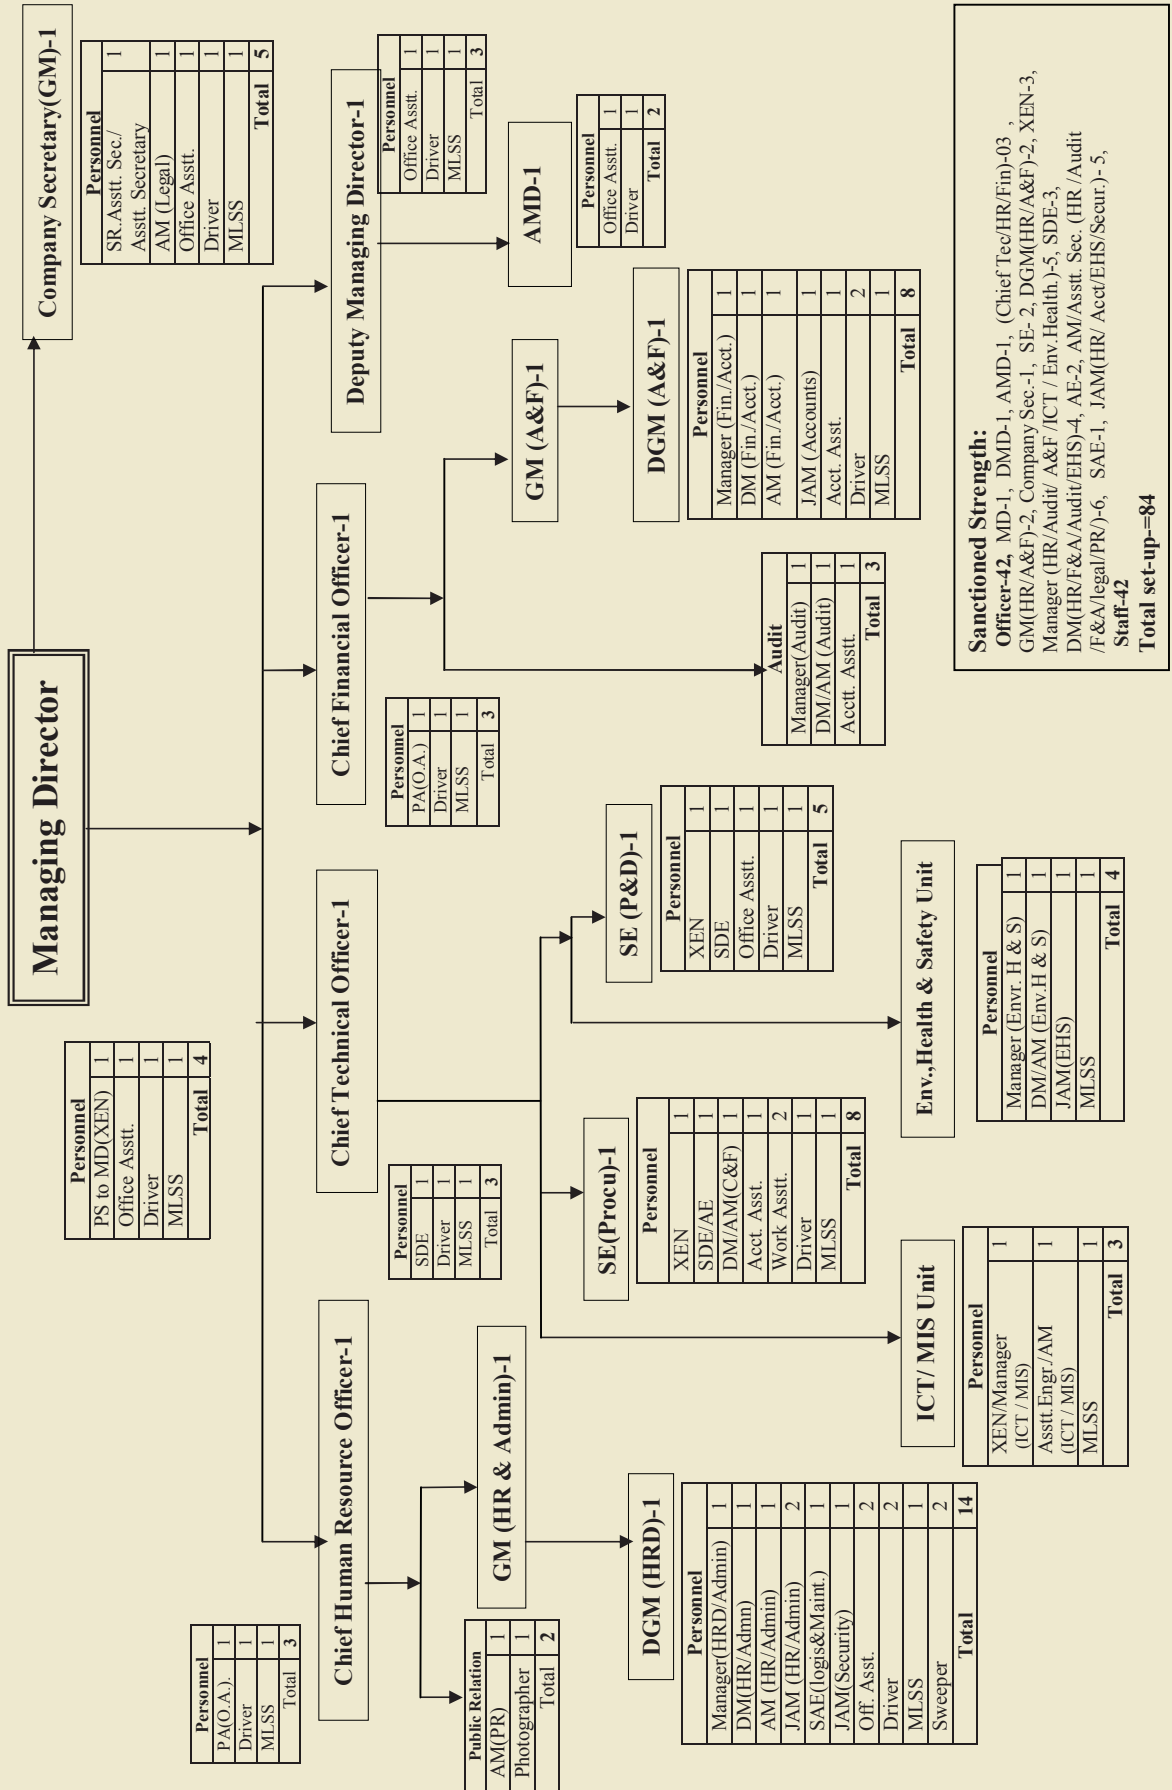 Managing Director
Company Secretary(GM)-1
Personnel
SR.Asstt. Sec./ 1
Asstt. Secretary
AM (Legal) 1
Office Asstt. 1
Driver 1
MLSS 1
Total 5
Personnel
PS to MD(XEN) 1
Office Asstt. 1
Driver 1
MLSS 1
Total 4
Chief Human Resource Officer-1
Personnel
PA(O.A.). 1
Driver 1
MLSS 1
Total 3
Public Relation
AM(PR) 1
Photographer 1
Total 2
GM (HR & Admin)-1
DGM (HRD)-1
Personnel
Manager(HRD/Admin) 1
DM(HR/Admn) 1
AM (HR/Admin) 1
JAM (HR/Admin) 2
SAE(logis&Maint.) 1
JAM(Security) 1
Off. Asst. 2
Driver 2
MLSS 1
Sweeper 2
Total 14
Chief Technical Officer-1
Personnel
SDE 1
Driver 1
MLSS 1
Total 3
SE(Procu)-1
Personnel
XEN 1
SDE/AE 1
DM/AM(C&F) 1
Acct. Asst. 1
Work Asstt. 2
Driver 1
MLSS 1
Total 8
SE (P&D)-1
Personnel
XEN 1
SDE 1
Office Asstt. 1
Driver 1
MLSS 1
Total 5
ICT/ MIS Unit
Personnel
XEN/Manager 1
(ICT / MIS)
Asstt.Engr./AM 1
(ICT / MIS)
MLSS 1
Total 3
Env.,Health & Safety Unit
Personnel
Manager (Envr. H & S) 1
DM/AM (Env.H & S) 1
JAM(EHS) 1
MLSS 1
Total 4
Chief Financial Officer-1
Personnel
PA(O.A.) 1
Driver 1
MLSS 1
Total 3
Audit
Manager(Audit) 1
DM/AM (Audit) 1
Acctt. Asstt. 1
Total 3
GM (A&F)-1
DGM (A&F)-1
Personnel
Manager (Fin./Acct.) 1
DM (Fin./Acct.) 1
AM (Fin./Acct.) 1
JAM (Accounts) 1
Acct. Asst. 1
Driver 2
MLSS 1
Total 8
Deputy Managing Director-1
Personnel
Office Asstt. 1
Driver 1
MLSS 1
Total 3
AMD-1
Personnel
Office Asstt. 1
Driver 1
Total 2
Sanctioned Strength:
Officer-42, MD-1, DMD-1, AMD-1, (Chief Tec/HR/Fin)-03 ,
GM(HR/A&F)-2, Company Sec.-1, SE- 2, DGM(HR/A&F)-2, XEN-3,
Manager (HR/Audit/ A&F /ICT / Env.Health.)-5, SDE-3,
DM(HR/F&A/Audit/EHS)-4, AE-2, AM/Asstt. Sec. (HR /Audit
/F&A/legal/PR/)-6, SAE-1, JAM(HR/ Acct/EHS/Secur.)- 5,
Staff-42
Total set-up-=84